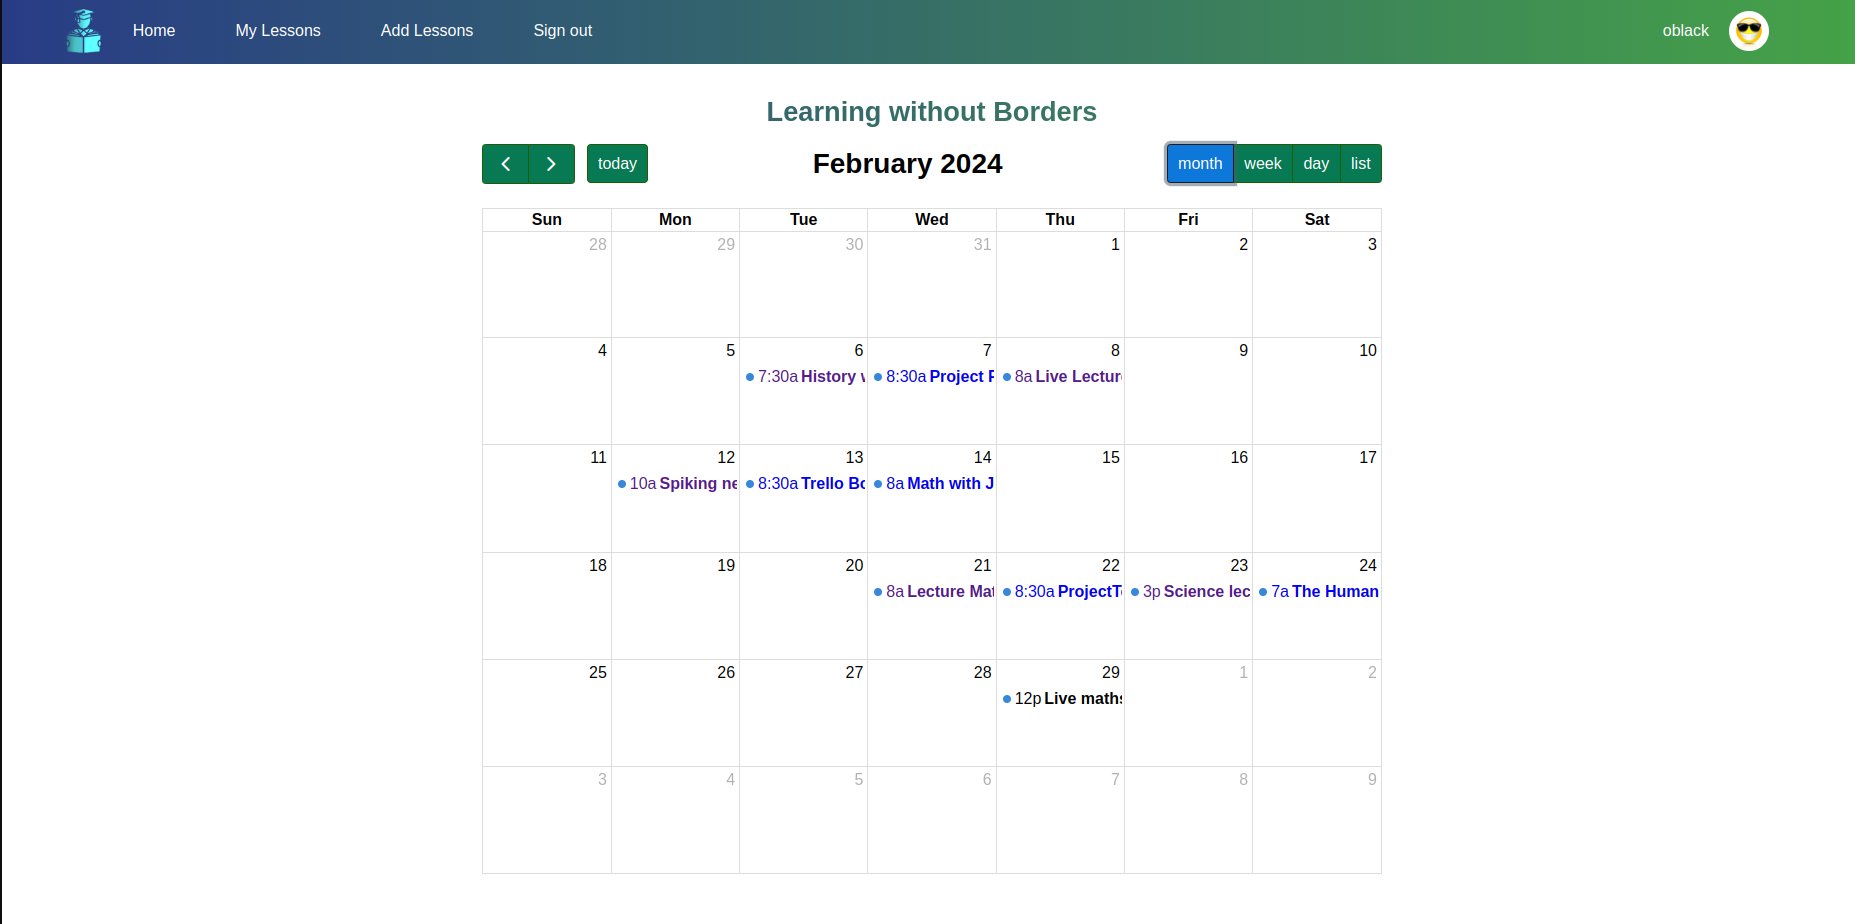 Home My Lessons Add Lessons Sign out oblack
Learning without Borders
today February 2024 month week day list
Sun Mon Tue Wed Thu Fri Sat
28 29 30 31 1 2 3
4 5 6 7 8 9 10
7:30a History 8:30a Project 8a Live
11 12 13 14 15 16 17
10a Spiking 8:30a Trello 8a Math with J
18 19 20 21 22 23 24
8a Lecture 8:30a 3p Science lec 7a The Human
25 26 27 28 29 1 2
12p Live maths
3 4 5 6 7 8 9